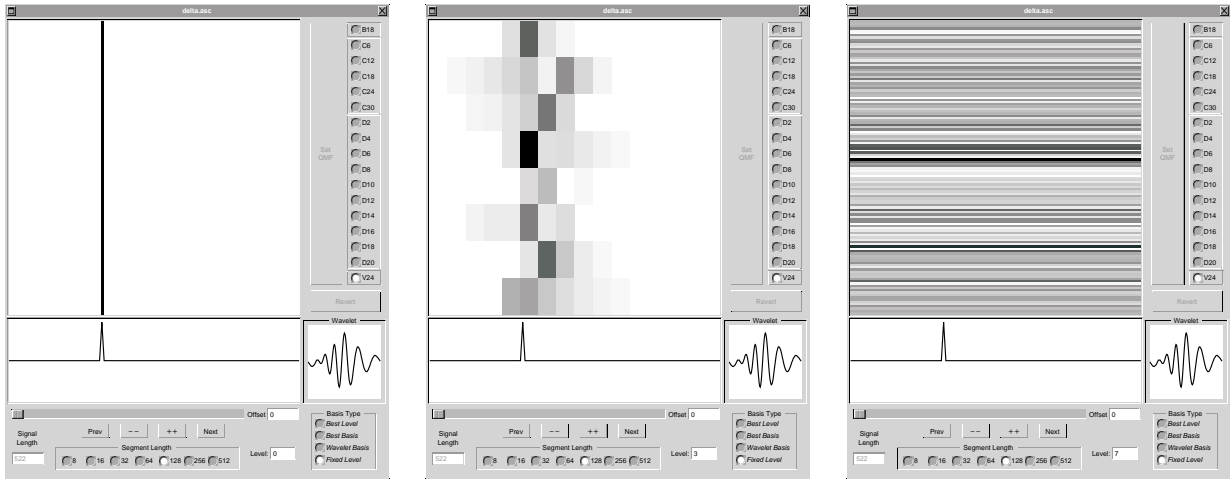 delta.asc
B18
C6
C12
C18
C24
C30
D2
D4
D6
D8
D10
D12
D14
D16
D18
D20
V24
Set
QMF
Revert
Wavelet
Offset 0
Signal
Length
522
Prev -- ++ Next
Segment Length
8 16 32 64 128 256 512
Level: 0
Basis Type
Best Level
Best Basis
Wavelet Basis
Fixed Level
delta.asc
B18
C6
C12
C18
C24
C30
D2
D4
D6
D8
D10
D12
D14
D16
D18
D20
V24
Set
QMF
Revert
Wavelet
Offset 0
Signal
Length
522
Prev -- ++ Next
Segment Length
8 16 32 64 128 256 512
Level: 3
Basis Type
Best Level
Best Basis
Wavelet Basis
Fixed Level
delta.asc
B18
C6
C12
C18
C24
C30
D2
D4
D6
D8
D10
D12
D14
D16
D18
D20
V24
Set
QMF
Revert
Wavelet
Offset 0
Signal
Length
522
Prev -- ++ Next
Segment Length
8 16 32 64 128 256 512
Level: 7
Basis Type
Best Level
Best Basis
Wavelet Basis
Fixed Level